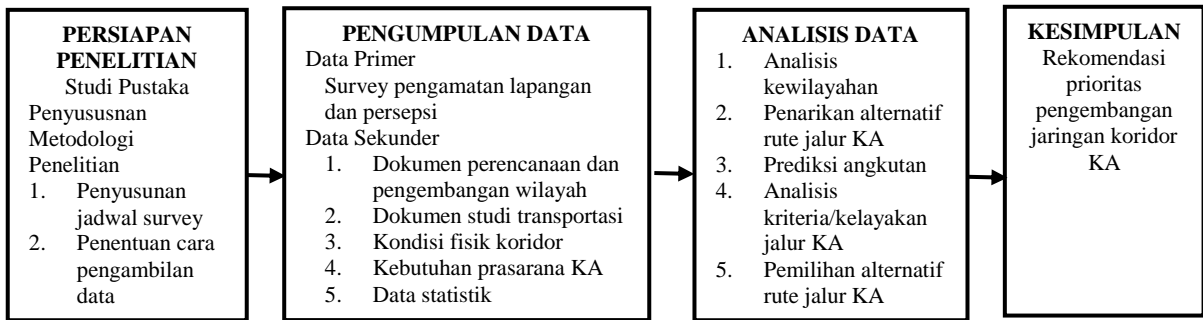 PERSIAPAN
PENELITIAN
Studi Pustaka
Penyususnan
Metodologi
Penelitian
1. Penyusunan
jadwal survey
2. Penentuan cara
pengambilan
data
PENGUMPULAN DATA
Data Primer
Survey pengamatan lapangan
dan persepsi
Data Sekunder
1. Dokumen perencanaan dan
pengembangan wilayah
2. Dokumen studi transportasi
3. Kondisi fisik koridor
4. Kebutuhan prasarana KA
5. Data statistik
ANALISIS DATA
1. Analisis
kewilayahan
2. Penarikan alternatif
rute jalur KA
3. Prediksi angkutan
4. Analisis
kriteria/kelayakan
jalur KA
5. Pemilihan alternatif
rute jalur KA
KESIMPULAN
Rekomendasi
prioritas
pengembangan
jaringan koridor
KA